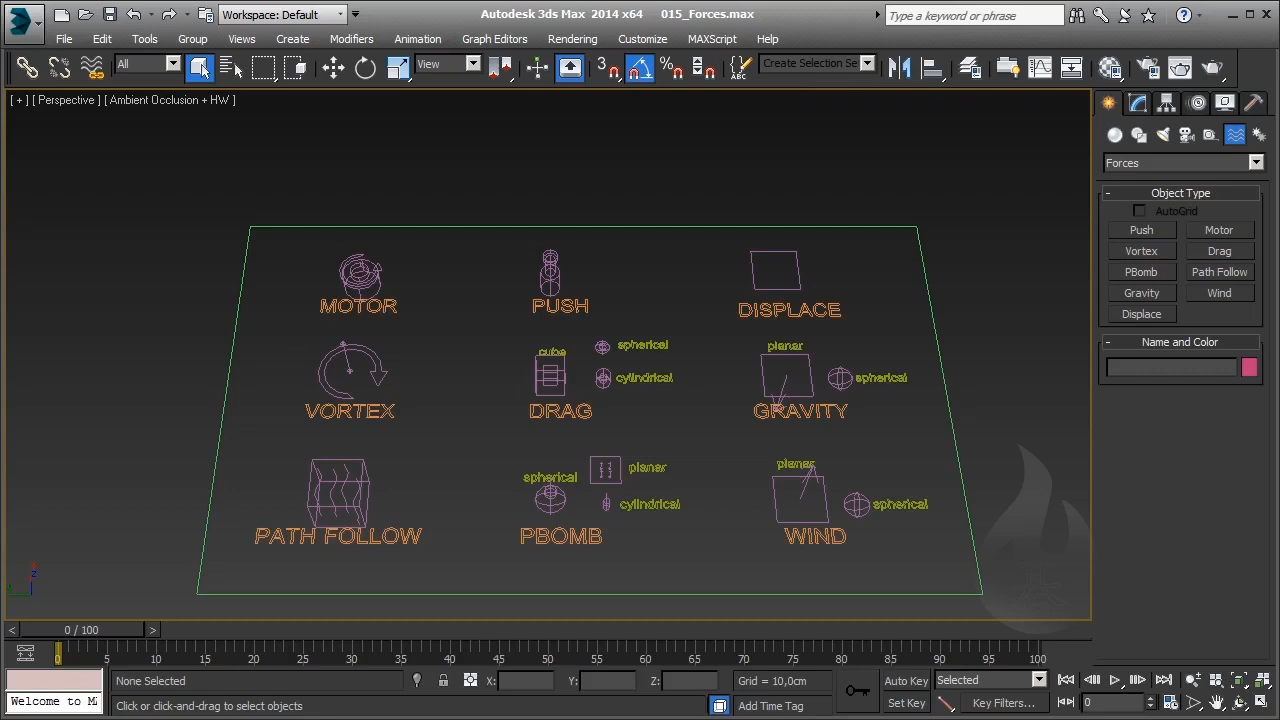 Workspace: Default
Autodesk 3ds Max 2014 x64 015_Forces.max
Type a keyword or phrase
File Edit Tools Group Views Create Modifiers Animation Graph Editors Rendering Customize MAXScript Help
All View 3 % ABC Create Selection Se
[ + ] [ Perspective ] [ Ambient Occlusion + HW ]
Forces
- Object Type
AutoGrid
Push Motor
Vortex Drag
PBomb Path Follow
Gravity Wind
Displace
- Name and Color
MOTOR PUSH DISPLACE
cube spherical planar
cylindrical spherical
VORTEX DRAG GRAVITY
spherical planar planar
cylindrical spherical
PATH FOLLOW PBOMB WIND
z
< 0 / 100 >
0 5 10 15 20 25 30 35 40 45 50 55 60 65 70 75 80 85 90 95 100
None Selected X: Y: Z: Grid = 10,0cm Auto Key Selected
Welcome to M Click or click-and-drag to select objects Add Time Tag Set Key Key Filters... 0